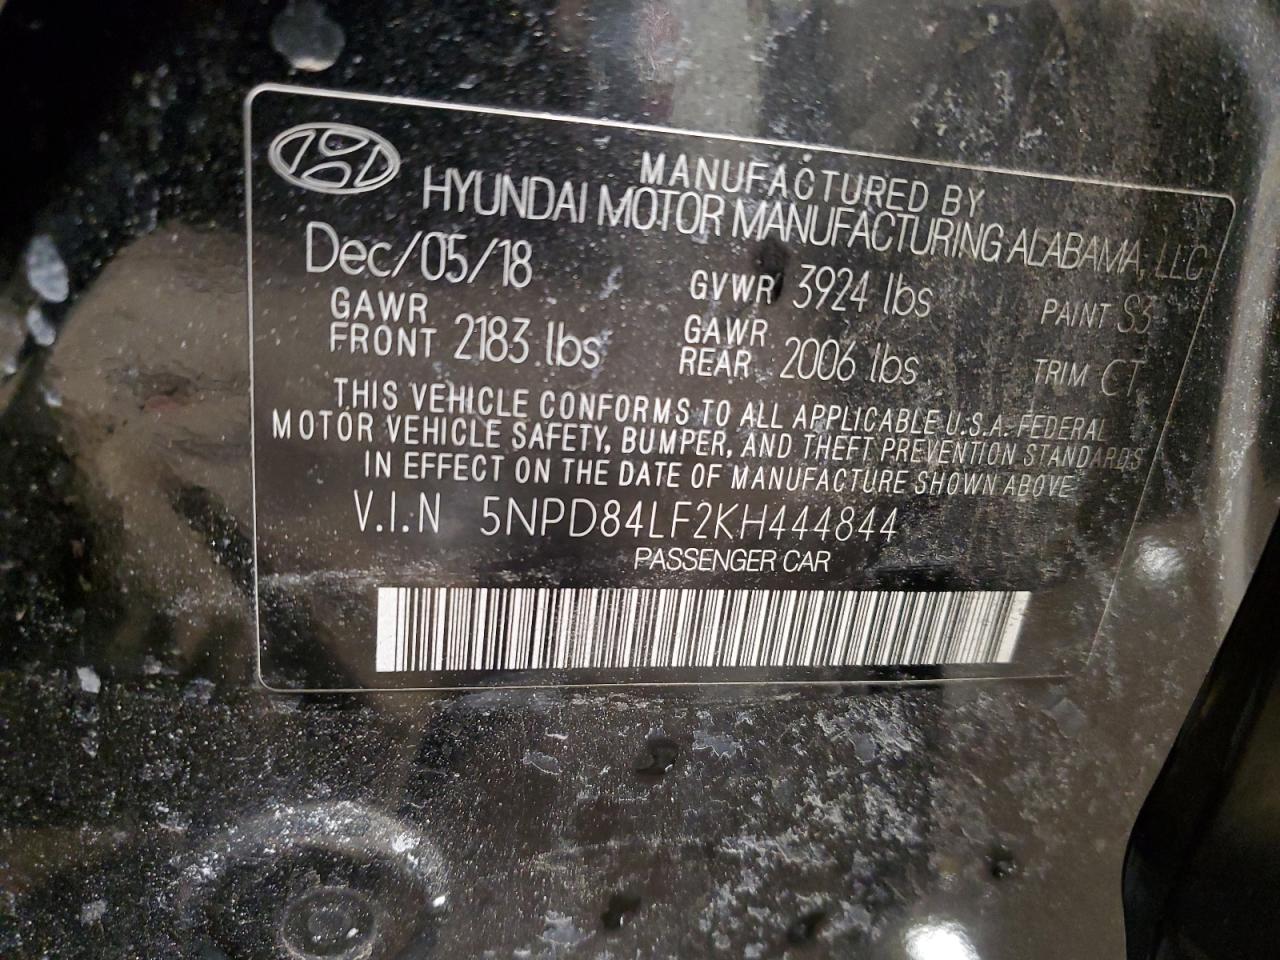 MANUFACTURED BY
HYUNDAI MOTOR MANUFACTURING ALABAMA, LLC
Dec/05/18 GVWR 3924 lbs PAINT S3
GAWR FRONT 2183 lbs GAWR REAR 2006 lbs TRIM CT
THIS VEHICLE CONFORMS TO ALL APPLICABLE U.S.A. FEDERAL
MOTOR VEHICLE SAFETY, BUMPER, AND THEFT PREVENTION STANDARDS
IN EFFECT ON THE DATE OF MANUFACTURE SHOWN ABOVE
V.I.N 5NPD84LF2KH444844
PASSENGER CAR